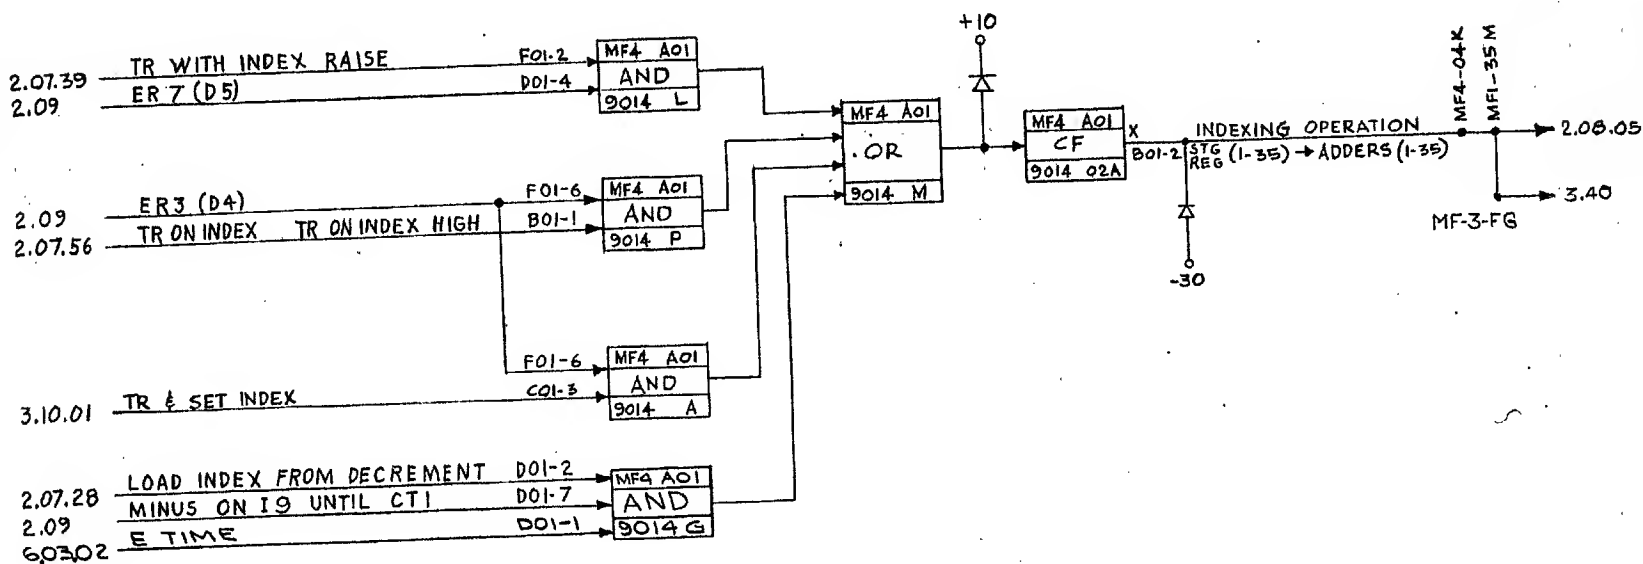 +10
MF4-04K
MF1-35M
2.07.39 TR WITH INDEX RAISE F01-2
2.09 ER 7 (D5) D01-4
MF4 A01
AND
9014 L
2.09 ER3 (D4) F01-6
2.07.56 TR ON INDEX TR ON INDEX HIGH B01-1
MF4 A01
AND
9014 P
MF4 A01
OR
9014 M
MF4 A01
CF
9014 02A
X
B01-2
INDEXING OPERATION
STG REG (1-35) → ADDERS (1-35)
2.08.05
3.40
MF-3-FG
-30
F01-6
3.10.01 TR & SET INDEX C01-3
MF4 A01
AND
9014 A
2.07.28 LOAD INDEX FROM DECREMENT D01-2
2.09 MINUS ON I9 UNTIL CT1 D01-7
6.03.02 E TIME D01-1
MF4 A01
AND
9014 G